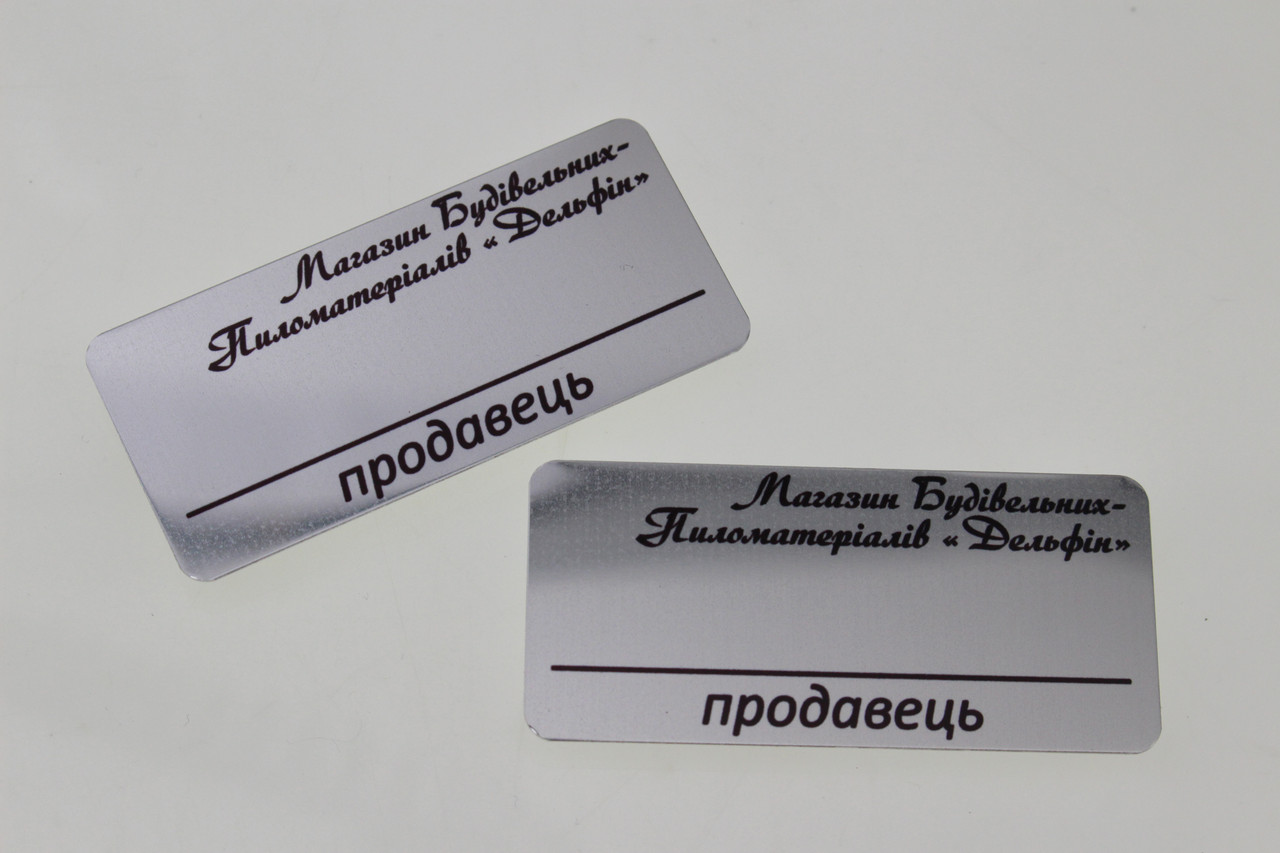 Магазин Будівельних-
Пиломатеріалів « Дельфін»
продавець
Магазин Будівельних-
Пиломатеріалів « Дельфін»
продавець